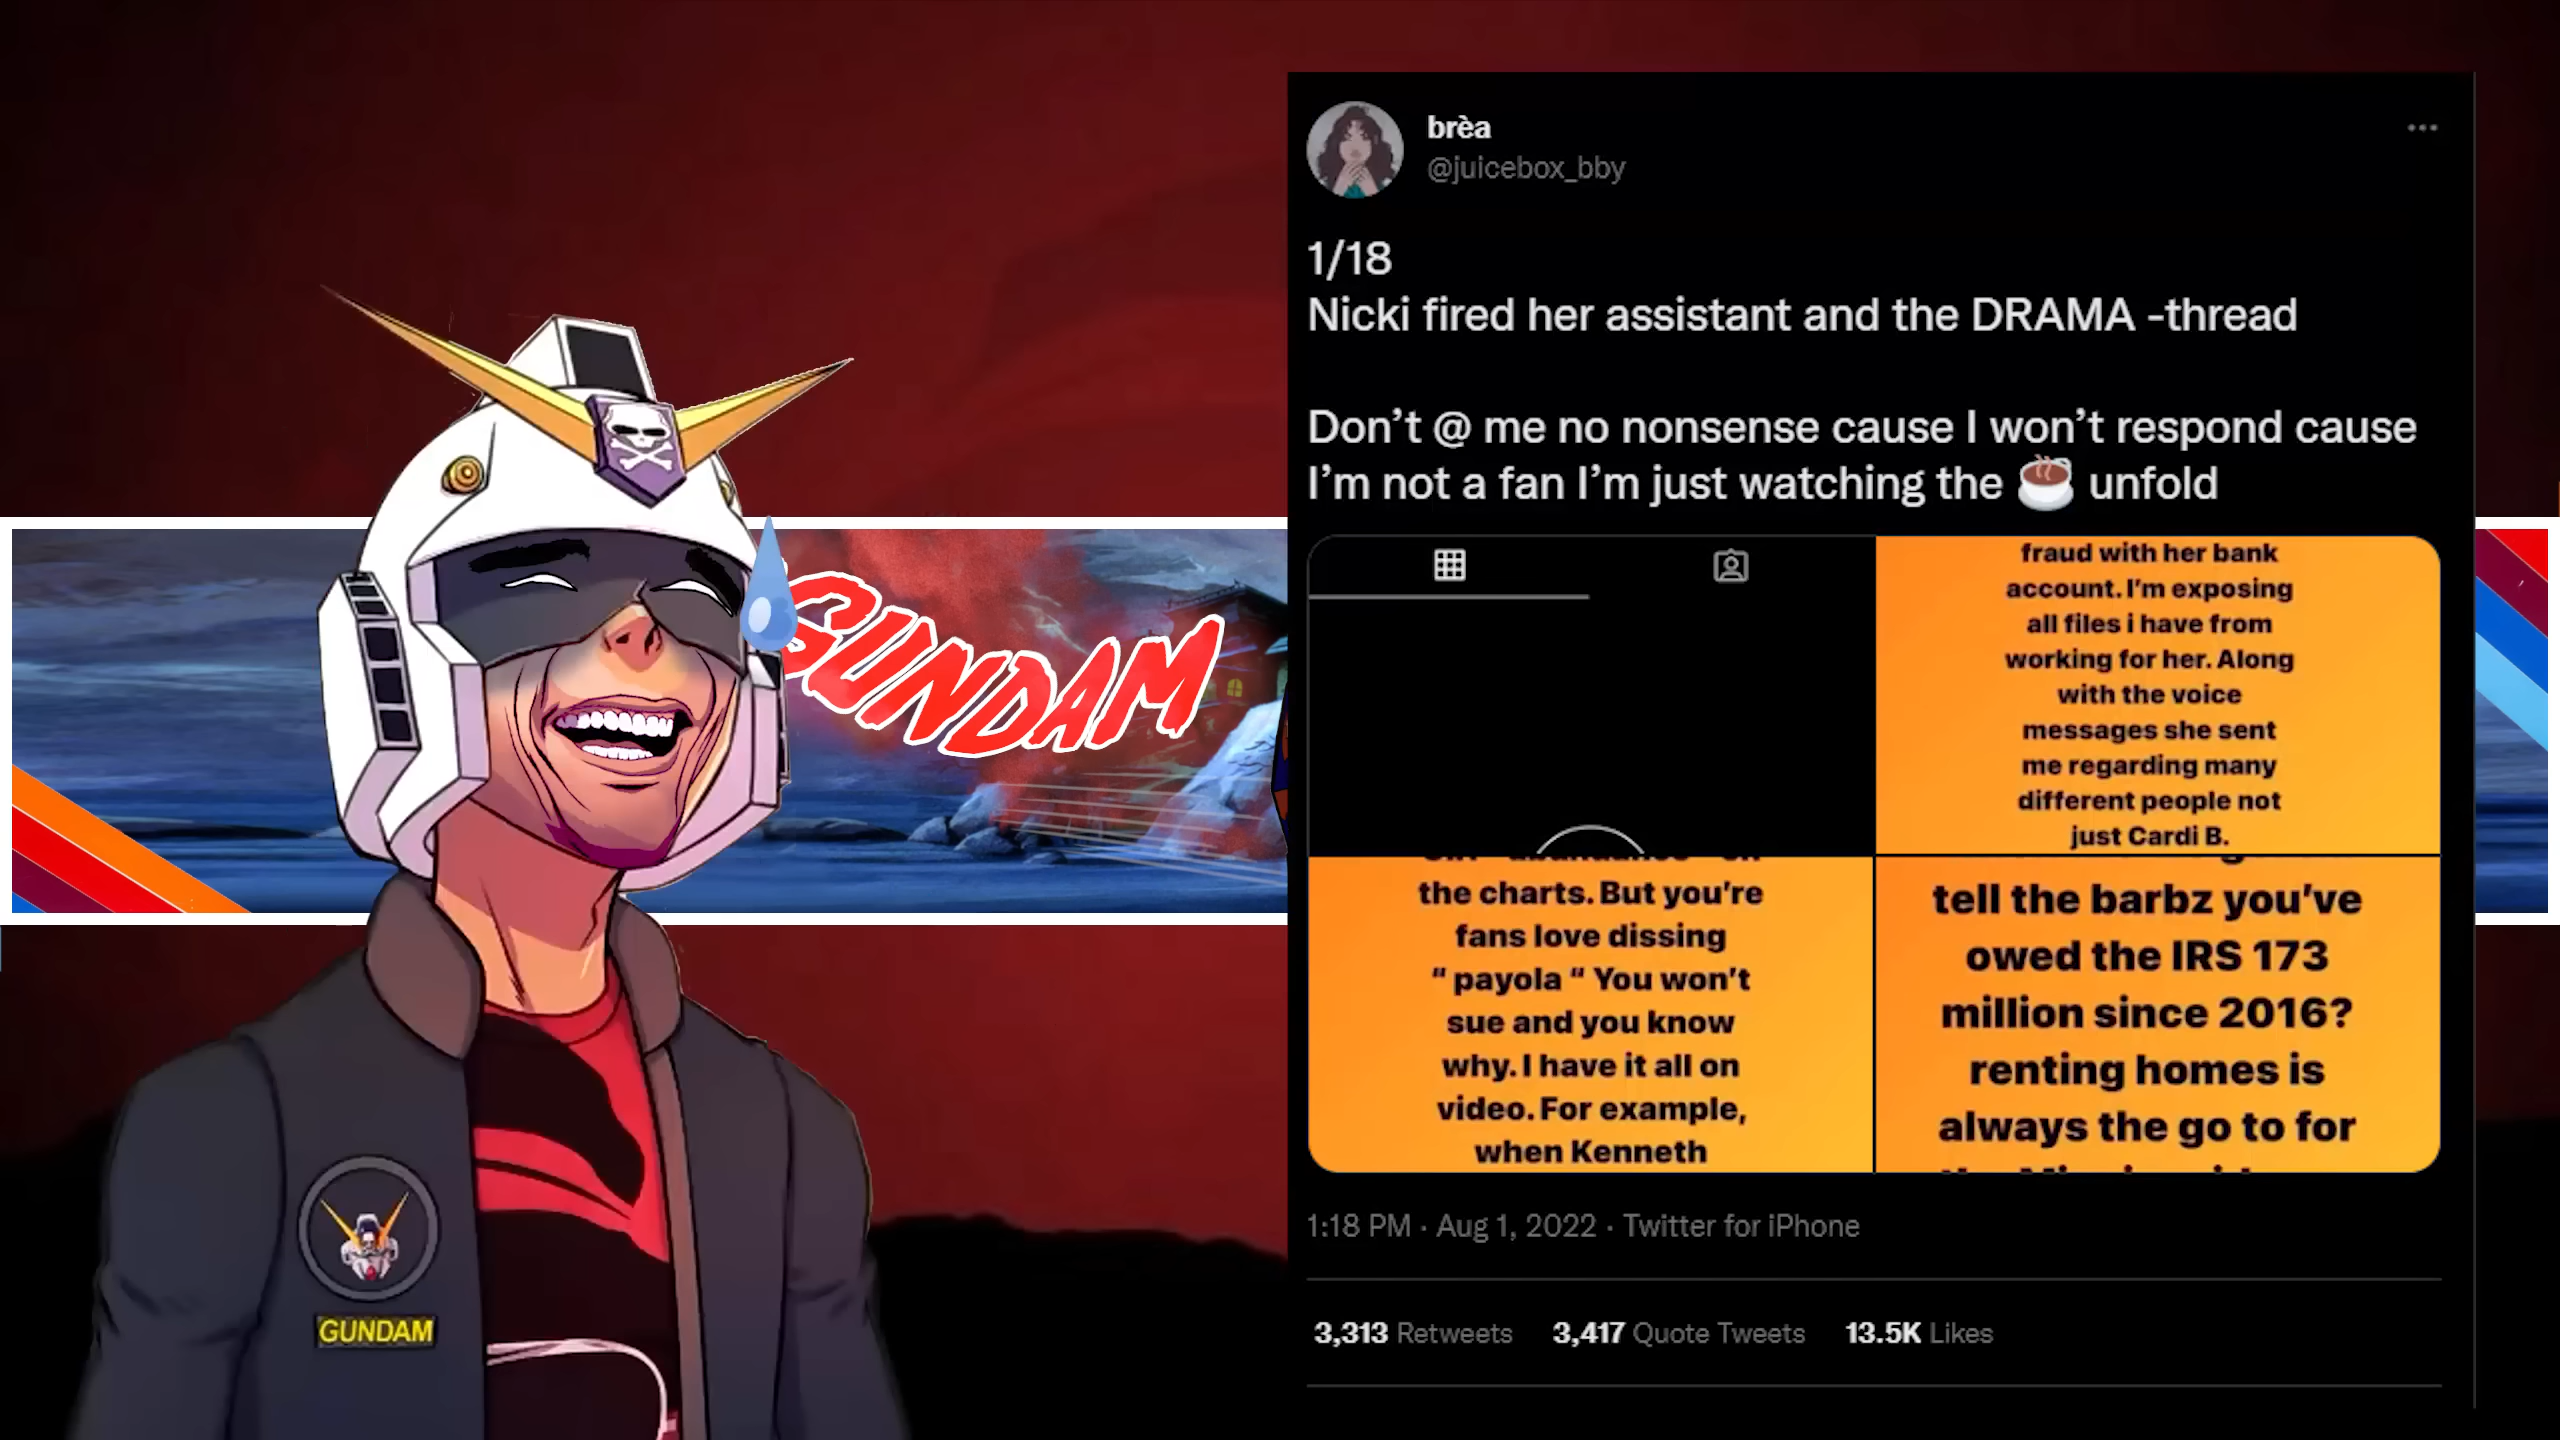 GUNDAM
GUNDAM
brèa
@juicebox_bby
1/18
Nicki fired her assistant and the DRAMA -thread
Don't @ me no nonsense cause I won't respond cause
I'm not a fan I'm just watching the ☕ unfold
fraud with her bank
account. I'm exposing
all files i have from
working for her. Along
with the voice
messages she sent
me regarding many
different people not
just Cardi B.
the charts. But you're
fans love dissing
“ payola “ You won't
sue and you know
why. I have it all on
video. For example,
when Kenneth
tell the barbz you've
owed the IRS 173
million since 2016?
renting homes is
always the go to for
1:18 PM · Aug 1, 2022 · Twitter for iPhone
3,313 Retweets 3,417 Quote Tweets 13.5K Likes